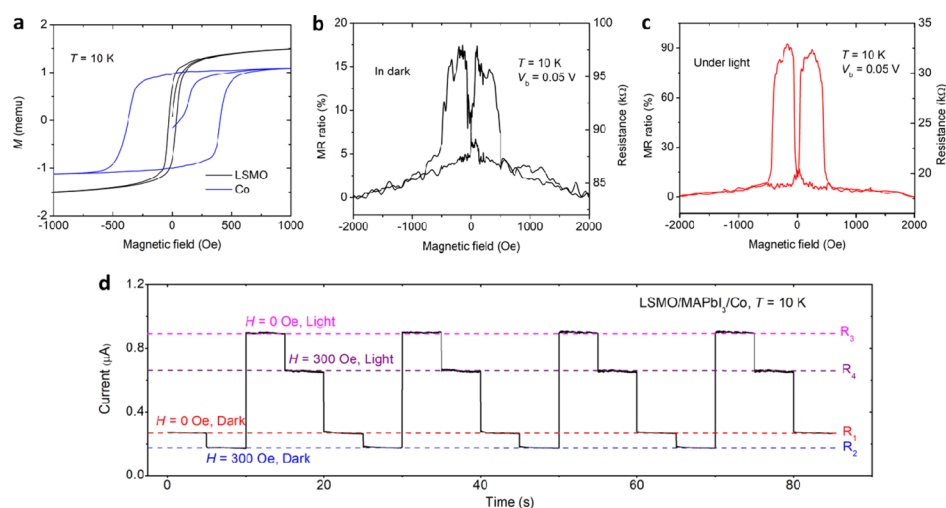 a
M (memu)
2
1
0
-1
-2
T = 10 K
LSMO
Co
-1000
-500
0
500
1000
Magnetic field (Oe)
b
MR ratio (%)
20
15
10
5
0
In dark
T = 10 K
Vb = 0.05 V
100
95
90
85
Resistance (kΩ)
-2000
-1000
0
1000
2000
Magnetic field (Oe)
c
MR ratio (%)
90
60
30
0
Under light
T = 10 K
Vb = 0.05 V
35
30
25
20
Resistance (kΩ)
-2000
-1000
0
1000
2000
Magnetic field (Oe)
d
Current (μA)
1.2
0.8
0.4
0.0
LSMO/MAPbI3/Co, T = 10 K
H = 0 Oe, Light
R3
H = 300 Oe, Light
R4
H = 0 Oe, Dark
R1
H = 300 Oe, Dark
R2
0
20
40
60
80
Time (s)